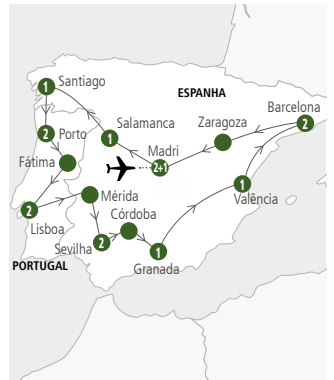 Santiago
1
ESPANHA
Barcelona
2
Salamanca
1
Zaragoza
2
Porto
Madri
2+1
Fátima
Mérida
1
Valência
Córdoba
2
Lisboa
2
Sevilha
1
Granada
PORTUGAL